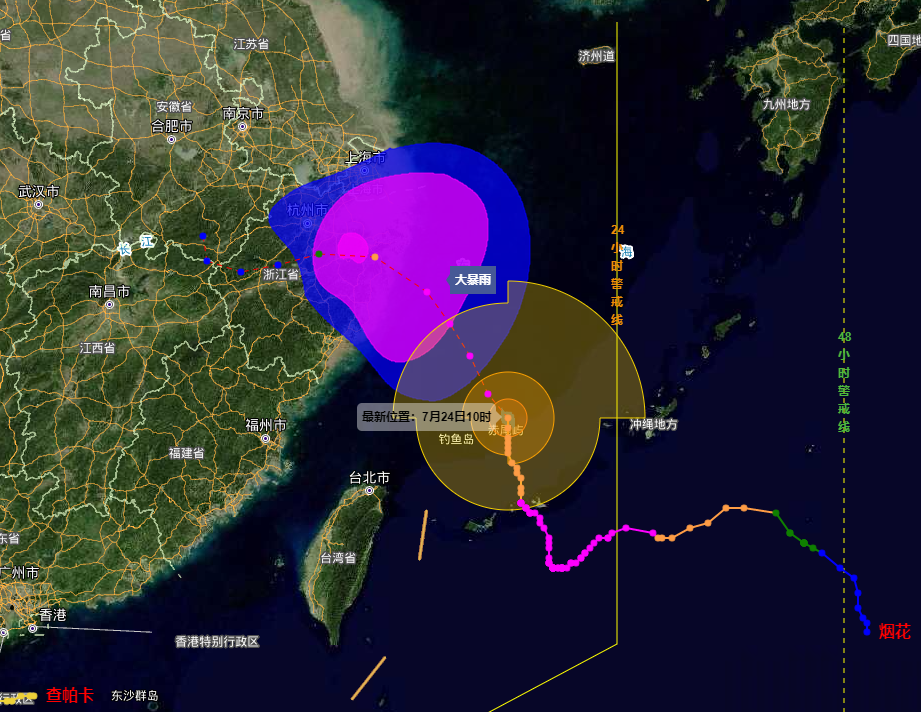 省
江苏省
济州道
四国地
安徽省
南京市
九州地方
合肥市
上海市
武汉市
杭州市
长江
24小时警戒线
海
浙江省
大暴雨
南昌市
江西省
48小时警戒线
最新位置：7月24日10时
福州市
钓鱼岛
冲绳地方
福建省
台北市
东省
台湾省
广州市
香港
烟花
香港特别行政区
查帕卡
东沙群岛